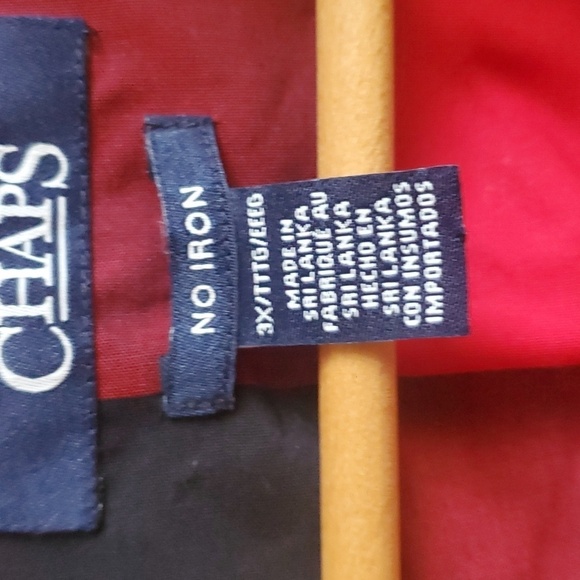 CHAPS
NO IRON
3X/TTG/EEEG
MADE IN
SRI LANKA
FABRIQUÉ AU
SRI LANKA
HECHO EN
SRI LANKA
CON INSUMOS
IMPORTADOS